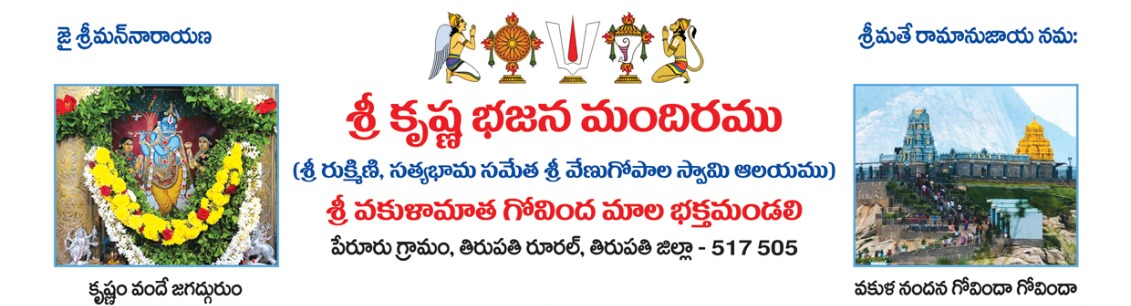 జై శ్రీమన్‌నారాయణ
శ్రీమతే రామానుజాయ నమ:
శ్రీ కృష్ణ భజన మందిరము
(శ్రీ రుక్మిణి, సత్యభామ సమేత శ్రీ వేణుగోపాల స్వామి ఆలయము)
శ్రీ వకుళామాత గోవింద మాల భక్తమండలి
పేరూరు గ్రామం, తిరుపతి రూరల్, తిరుపతి జిల్లా - 517 505
కృష్ణం వందే జగద్గురుం
వకుళ నందన గోవిందా గోవిందా